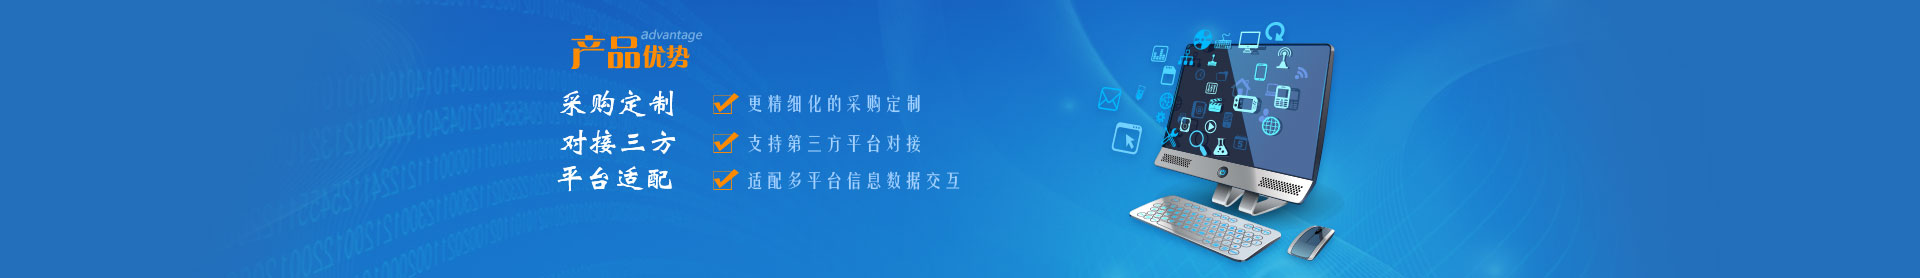 产品优势 advantage
采购定制 更精细化的采购定制
对接三方 支持第三方平台对接
平台适配 适配多平台信息数据交互